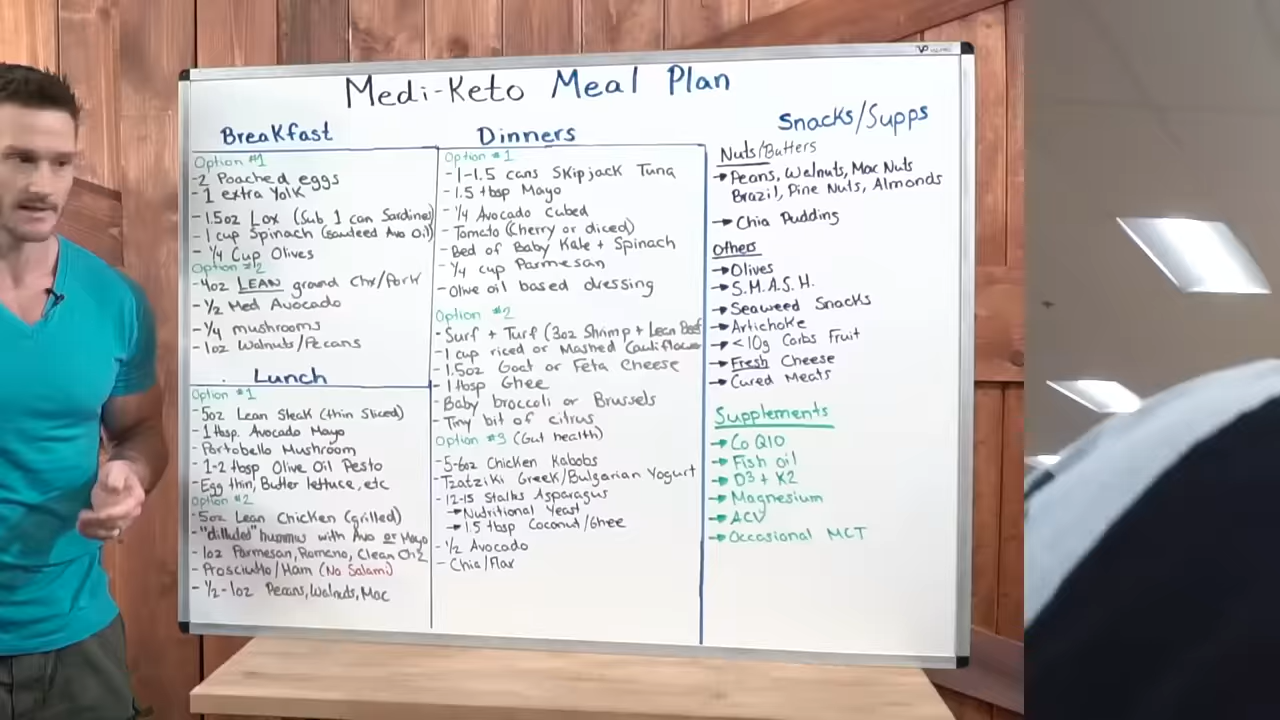 Medi-Keto Meal Plan
Breakfast
Option #1
-2 Poached eggs
-1 extra Yolk
-1.5oz Lox (Sub 1 can Sardines)
-1 cup Spinach (sauteed Avo Oil)
-1/4 Cup Olives
Option #2
-4oz LEAN ground Chx/Pork
-1/2 Med Avocado
-1/4 mushrooms
-1oz Walnuts/Pecans
Lunch
Option #1
-5oz Lean Steak (thin Sliced)
-1 tbsp. Avocado Mayo
-Portobello Mushroom
-1-2 tbsp Olive Oil Pesto
-Egg thin, Butter lettuce, etc
Option #2
-5oz Lean Chicken (Grilled)
-"dilluted" hummus with Avo or Mayo
-1oz Parmesan, Romano, Clean
-Prosciutto/Ham (No Salami)
-1/2-1oz Pecans, Walnuts, Mac
Dinners
Option #1
-1-1.5 cans Skipjack Tuna
-1.5 tbsp Mayo
-1/4 Avocado cubed
-Tomato (Cherry or diced)
-Bed of Baby Kale + Spinach
-1/4 cup Parmesan
-Olive oil based dressing
Option #2
-Surf + Turf (3oz Shrimp + Lean Beef
-1 cup riced or Mashed Cauliflower
-1.5oz Goat or Feta Cheese
-1 tbsp Ghee
-Baby broccoli or Brussels
-Tiny bit of citrus
Option #3 (Gut health)
-5-6oz Chicken Kabobs
-Tzatziki Greek/Bulgarian Yogurt
-12-15 Stalks Asparagus
→Nutritional Yeast
→1.5 tbsp Coconut/Ghee
-1/2 Avocado
-Chia/Flax
Snacks/Supps
Nuts/Butters
→Peans, Walnuts, Mac Nuts
Brazil, Pine Nuts, Almonds
→Chia Pudding
Others
→Olives
→S.M.A.S.H.
→Seaweed Snacks
→Artichoke
→<10g Carbs Fruit
→Fresh Cheese
→Cured Meats
Supplements
→Co Q10
→Fish oil
→D3 + K2
→Magnesium
→ACV
→Occasional MCT